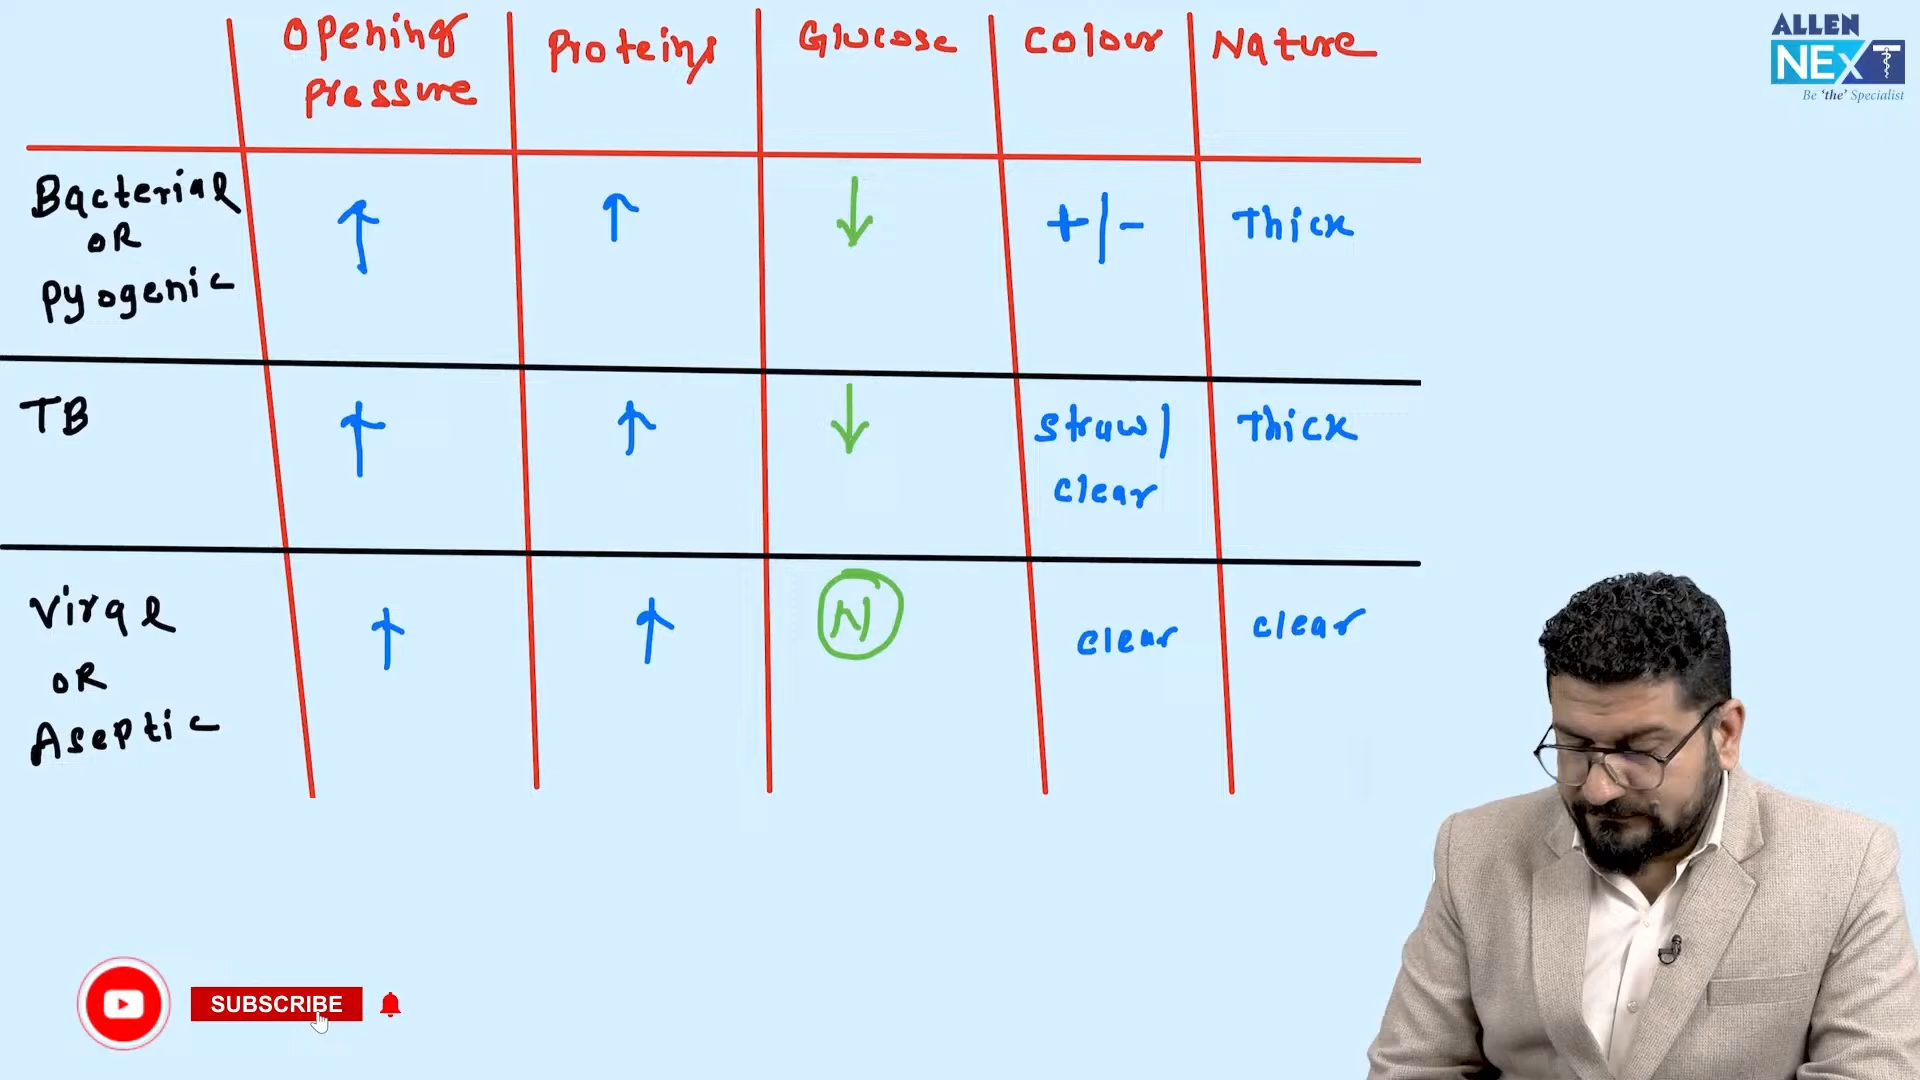 Opening Proteins Glucose Colour Nature
pressure
Bacterial
OR
Pyogenic
↑ ↑ ↓ +/- Thick
TB ↑ ↑ ↓ straw/ Thick
clear
Viral
OR
Aseptic
↑ ↑ N clear clear
ALLEN
NEXT
Be 'the' Specialist
SUBSCRIBE